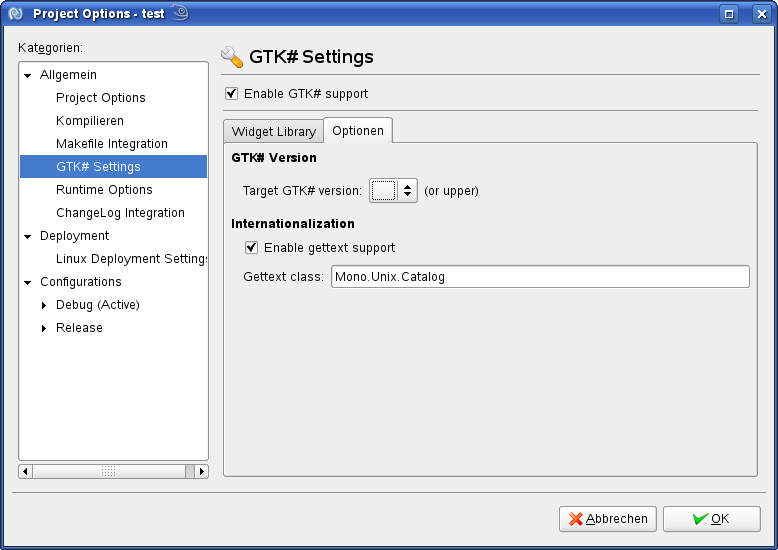 Project Options - test
Kategorien:
Allgemein
Project Options
Kompilieren
Makefile Integration
GTK# Settings
Runtime Options
ChangeLog Integration
Deployment
Linux Deployment Settings
Configurations
Debug (Active)
Release
GTK# Settings
Enable GTK# support
Widget Library
Optionen
GTK# Version
Target GTK# version: (or upper)
Internationalization
Enable gettext support
Gettext class: Mono.Unix.Catalog
Abbrechen
OK